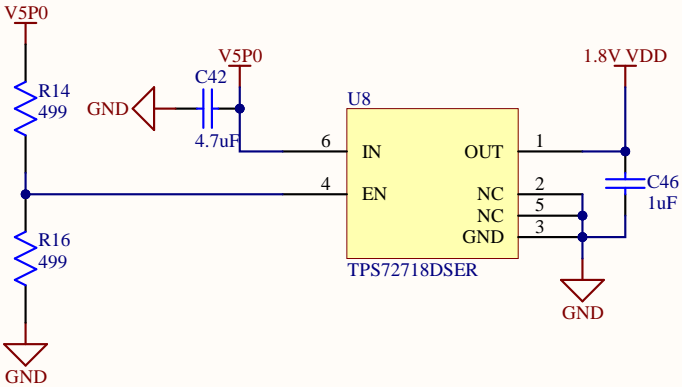 V5P0
R14
499
R16
499
GND
V5P0
C42
4.7uF
GND
U8
6
IN
4
EN
OUT
1
NC
2
NC
5
GND
3
TPS72718DSER
1.8V VDD
C46
1uF
GND